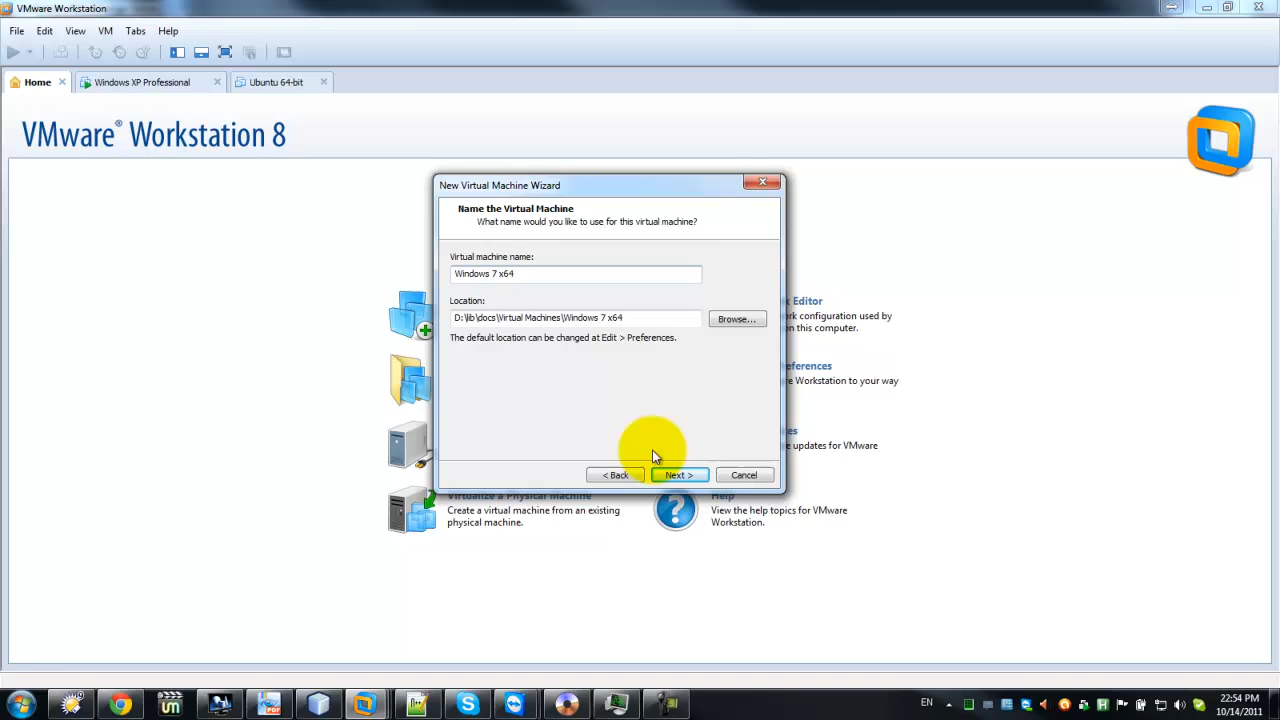 VMware Workstation
File Edit View VM Tabs Help
Home Windows XP Professional Ubuntu 64-bit
VMware® Workstation 8
New Virtual Machine Wizard
Name the Virtual Machine
What name would you like to use for this virtual machine?
Virtual machine name:
Windows 7 x64
Location:
D:\lib\docs\Virtual Machines\Windows 7 x64
Browse...
The default location can be changed at Edit > Preferences.
< Back Next > Cancel
Editor
work configuration used by
on this computer.
eferences
re Workstation to your way
es
e updates for VMware
Virtualize a Physical Machine
Create a virtual machine from an existing
physical machine.
Help
View the help topics for VMware
Workstation.
PDF
EN
22:54 PM
10/14/2011